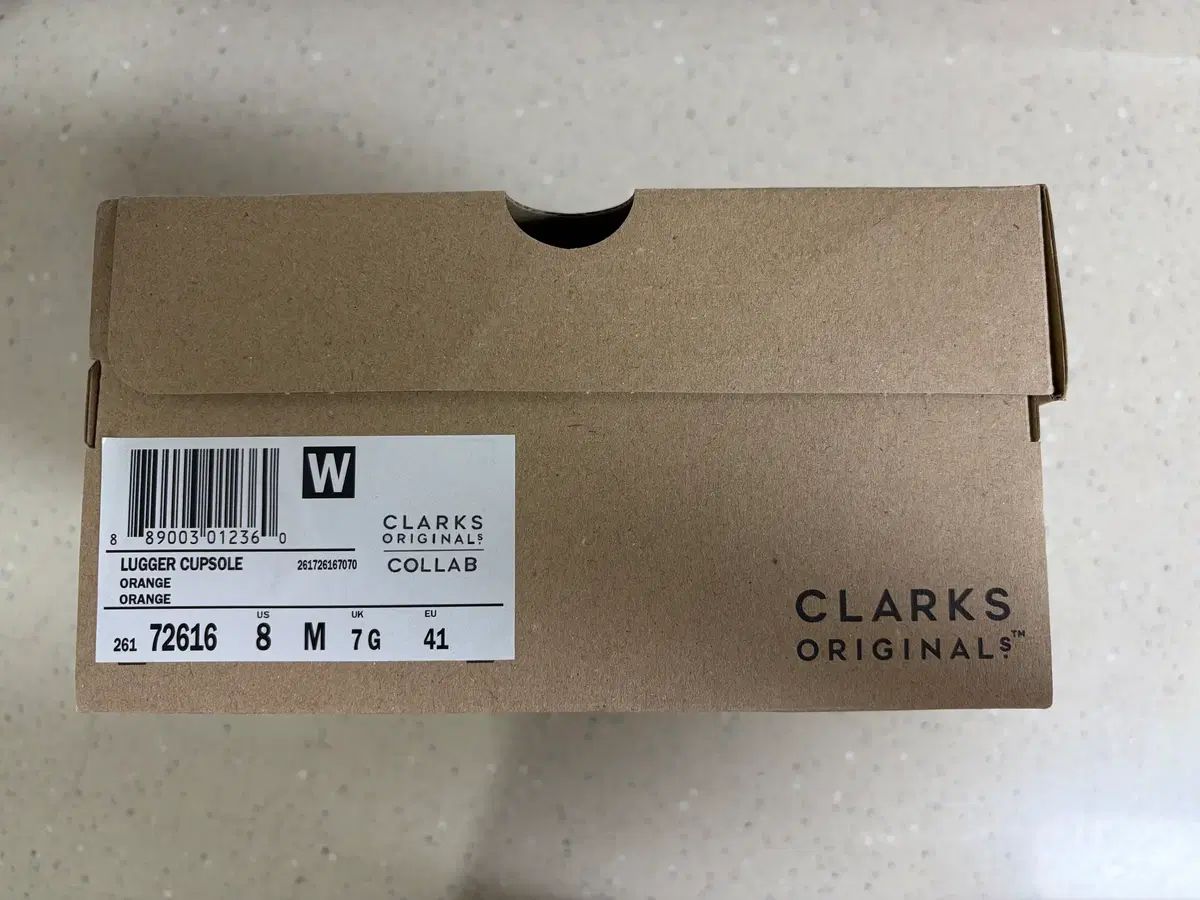 W
8 89003 01236 0
CLARKS
ORIGINALS
COLLAB
LUGGER CUPSOLE 261726167070
ORANGE
ORANGE
US UK EU
261 72616 8 M 7 G 41
CLARKS
ORIGINALS™